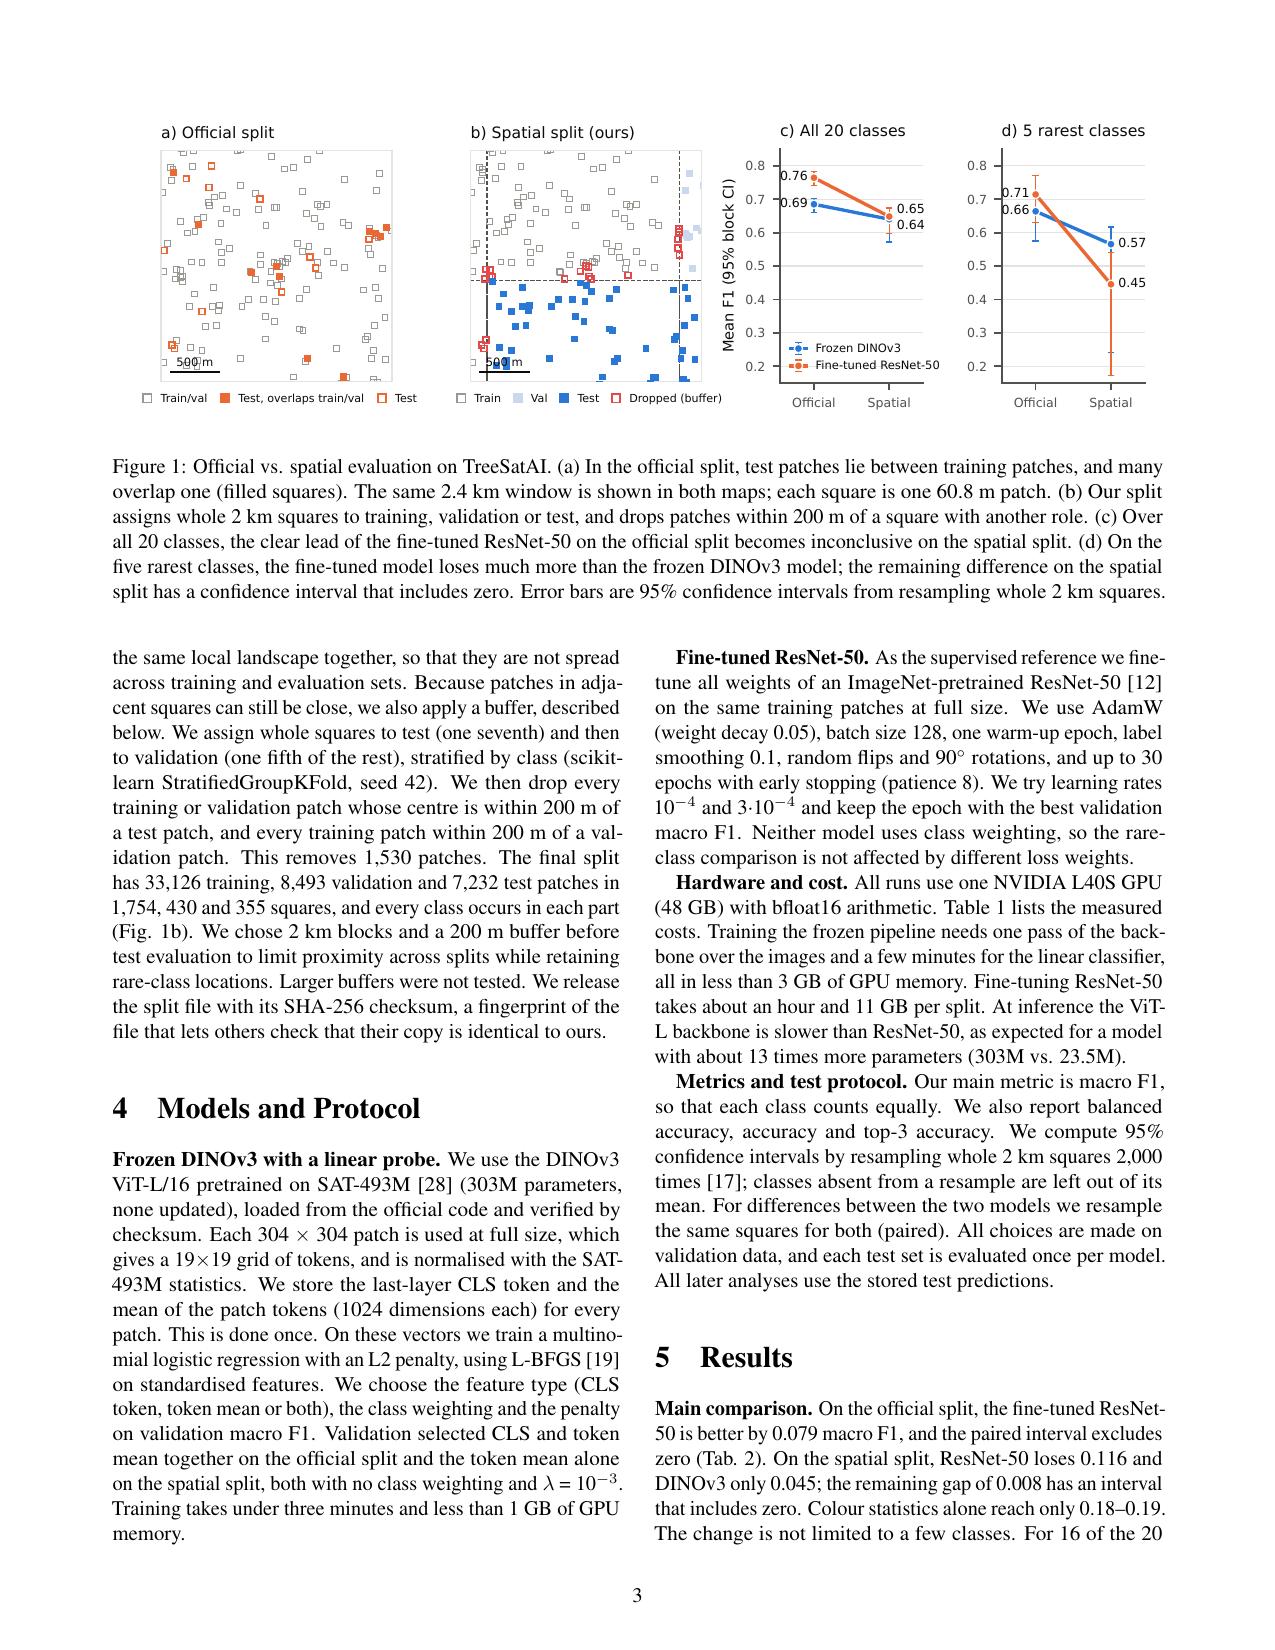 a) Official split
500 m
Train/val Test, overlaps train/val Test
b) Spatial split (ours)
500 m
Train Val Test Dropped (buffer)
c) All 20 classes
Mean F1 (95% block CI)
0.8
0.7
0.6
0.5
0.4
0.3
0.2
0.76
0.69
0.65
0.64
Frozen DINOv3
Fine-tuned ResNet-50
Official Spatial
d) 5 rarest classes
0.8
0.7
0.6
0.5
0.4
0.3
0.2
0.71
0.66
0.57
0.45
Official Spatial
Figure 1: Official vs. spatial evaluation on TreeSatAI. (a) In the official split, test patches lie between training patches, and many
overlap one (filled squares). The same 2.4 km window is shown in both maps; each square is one 60.8 m patch. (b) Our split
assigns whole 2 km squares to training, validation or test, and drops patches within 200 m of a square with another role. (c) Over
all 20 classes, the clear lead of the fine-tuned ResNet-50 on the official split becomes inconclusive on the spatial split. (d) On the
five rarest classes, the fine-tuned model loses much more than the frozen DINOv3 model; the remaining difference on the spatial
split has a confidence interval that includes zero. Error bars are 95% confidence intervals from resampling whole 2 km squares.
the same local landscape together, so that they are not spread
across training and evaluation sets. Because patches in adja-
cent squares can still be close, we also apply a buffer, described
below. We assign whole squares to test (one seventh) and then
to validation (one fifth of the rest), stratified by class (scikit-
learn StratifiedGroupKFold, seed 42). We then drop every
training or validation patch whose centre is within 200 m of
a test patch, and every training patch within 200 m of a val-
idation patch. This removes 1,530 patches. The final split
has 33,126 training, 8,493 validation and 7,232 test patches in
1,754, 430 and 355 squares, and every class occurs in each part
(Fig. 1b). We chose 2 km blocks and a 200 m buffer before
test evaluation to limit proximity across splits while retaining
rare-class locations. Larger buffers were not tested. We release
the split file with its SHA-256 checksum, a fingerprint of the
file that lets others check that their copy is identical to ours.
4 Models and Protocol
Frozen DINOv3 with a linear probe. We use the DINOv3
ViT-L/16 pretrained on SAT-493M [28] (303M parameters,
none updated), loaded from the official code and verified by
checksum. Each 304 × 304 patch is used at full size, which
gives a 19×19 grid of tokens, and is normalised with the SAT-
493M statistics. We store the last-layer CLS token and the
mean of the patch tokens (1024 dimensions each) for every
patch. This is done once. On these vectors we train a multino-
mial logistic regression with an L2 penalty, using L-BFGS [19]
on standardised features. We choose the feature type (CLS
token, token mean or both), the class weighting and the penalty
on validation macro F1. Validation selected CLS and token
mean together on the official split and the token mean alone
on the spatial split, both with no class weighting and λ = 10⁻³.
Training takes under three minutes and less than 1 GB of GPU
memory.
Fine-tuned ResNet-50. As the supervised reference we fine-
tune all weights of an ImageNet-pretrained ResNet-50 [12]
on the same training patches at full size. We use AdamW
(weight decay 0.05), batch size 128, one warm-up epoch, label
smoothing 0.1, random flips and 90° rotations, and up to 30
epochs with early stopping (patience 8). We try learning rates
10⁻⁴ and 3·10⁻⁴ and keep the epoch with the best validation
macro F1. Neither model uses class weighting, so the rare-
class comparison is not affected by different loss weights.
Hardware and cost. All runs use one NVIDIA L40S GPU
(48 GB) with bfloat16 arithmetic. Table 1 lists the measured
costs. Training the frozen pipeline needs one pass of the back-
bone over the images and a few minutes for the linear classifier,
all in less than 3 GB of GPU memory. Fine-tuning ResNet-50
takes about an hour and 11 GB per split. At inference the ViT-
L backbone is slower than ResNet-50, as expected for a model
with about 13 times more parameters (303M vs. 23.5M).
Metrics and test protocol. Our main metric is macro F1,
so that each class counts equally. We also report balanced
accuracy, accuracy and top-3 accuracy. We compute 95%
confidence intervals by resampling whole 2 km squares 2,000
times [17]; classes absent from a resample are left out of its
mean. For differences between the two models we resample
the same squares for both (paired). All choices are made on
validation data, and each test set is evaluated once per model.
All later analyses use the stored test predictions.
5 Results
Main comparison. On the official split, the fine-tuned ResNet-
50 is better by 0.079 macro F1, and the paired interval excludes
zero (Tab. 2). On the spatial split, ResNet-50 loses 0.116 and
DINOv3 only 0.045; the remaining gap of 0.008 has an interval
that includes zero. Colour statistics alone reach only 0.18–0.19.
The change is not limited to a few classes. For 16 of the 20
3